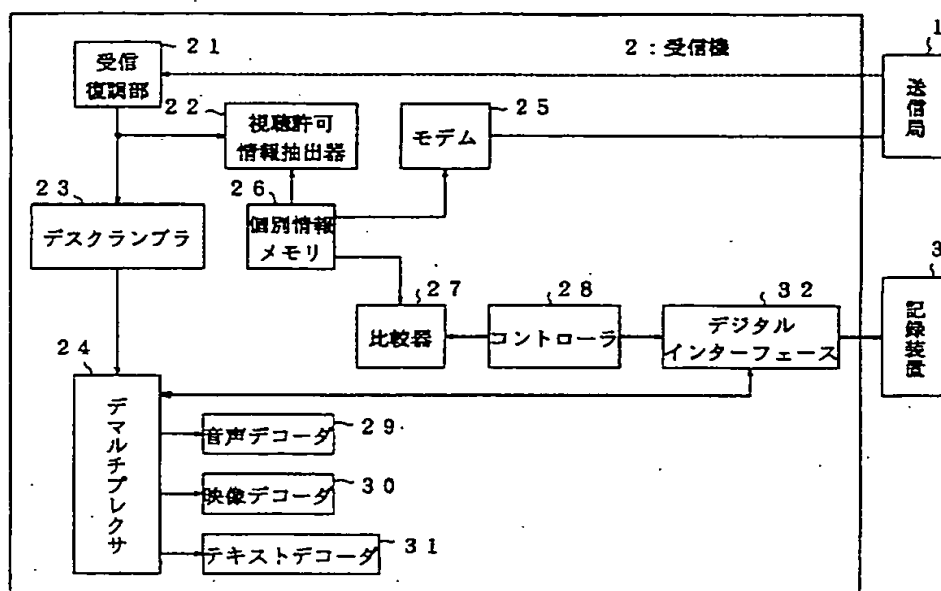 21
2:受信機
1
受信
復調部
送信局
22
視聴許可
情報抽出器
25
モデム
23
デスクランブラ
26
個別情報
メモリ
3
記録装置
27
比較器
28
コントローラ
32
デジタル
インターフェース
24
デマルチプレクサ
音声デコーダ
29
映像デコーダ
30
テキストデコーダ
31